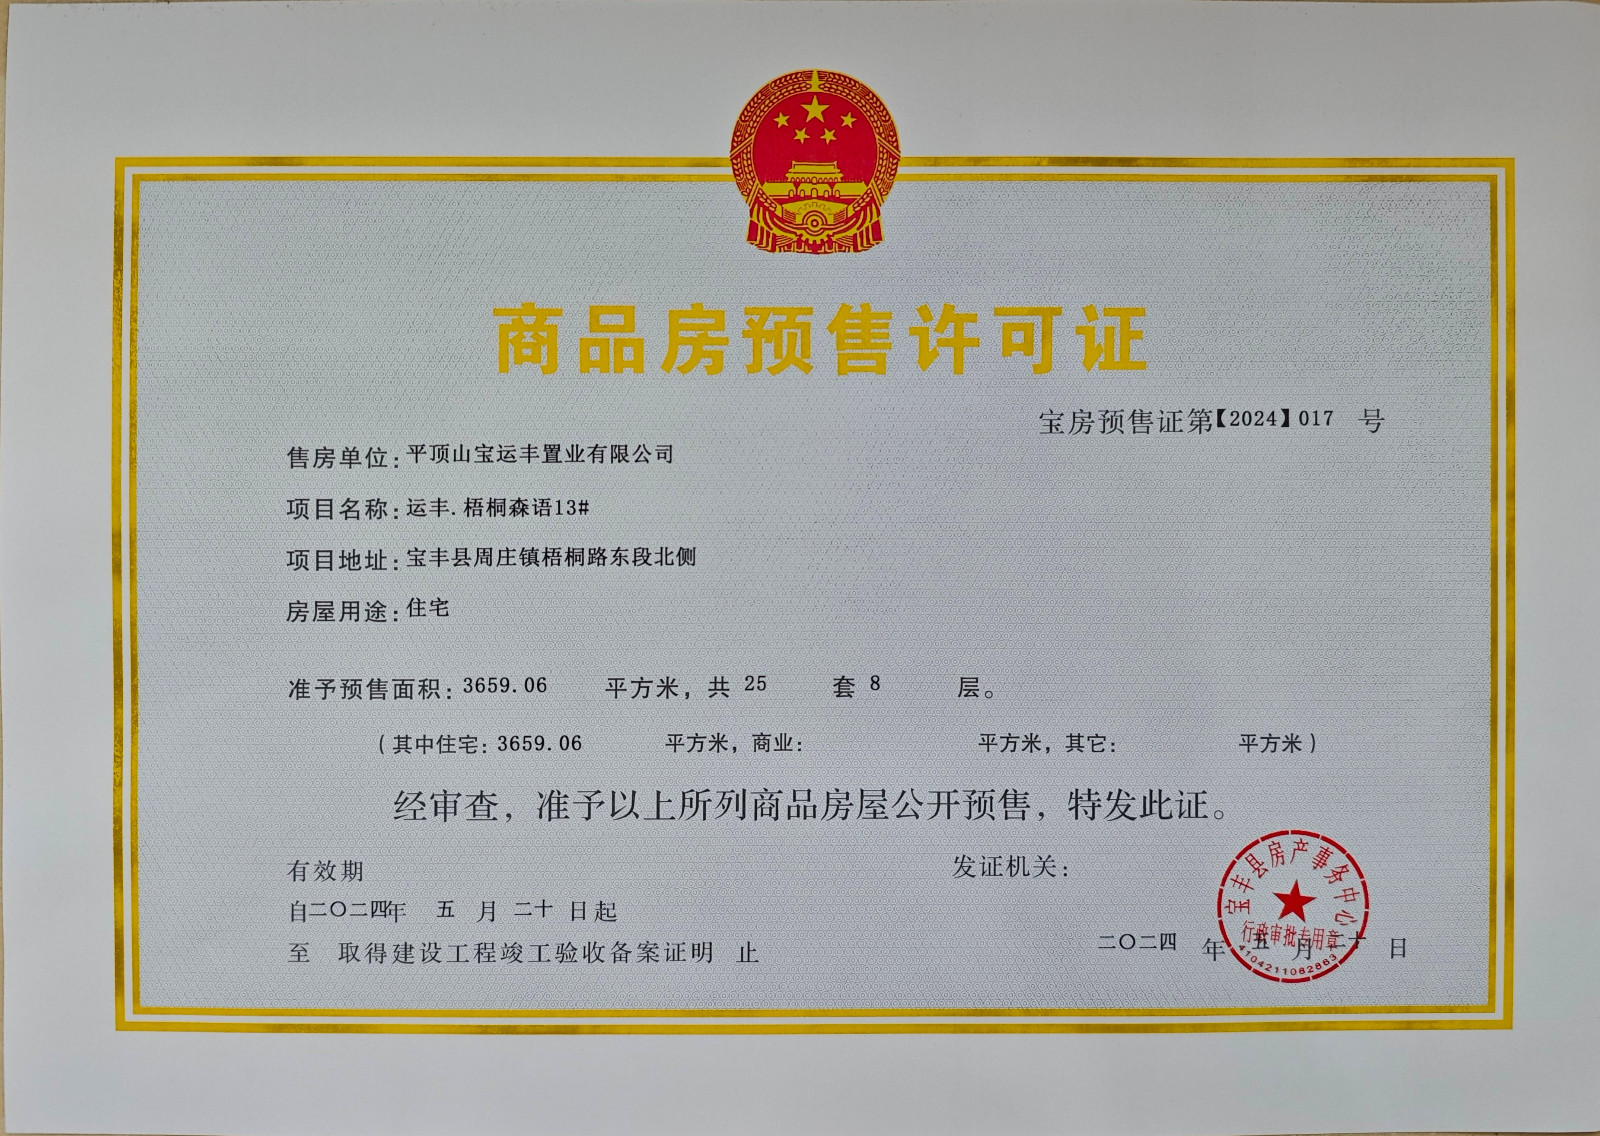 商品房预售许可证
宝房预售证第【2024】017 号
售房单位：平顶山宝运丰置业有限公司
项目名称：运丰.梧桐森语13#
项目地址：宝丰县周庄镇梧桐路东段北侧
房屋用途：住宅
准予预售面积：3659.06 平方米，共 25 套 8 层。
（其中住宅：3659.06 平方米，商业： 平方米，其它： 平方米）
经审查，准予以上所列商品房屋公开预售，特发此证。
有效期
发证机关：
自二〇二四年 五 月 二十 日起
至 取得建设工程竣工验收备案证明 止
二〇二四 年 五 月 二十 日
宝丰县房产事务中心
行政审批专用章
4104211062863